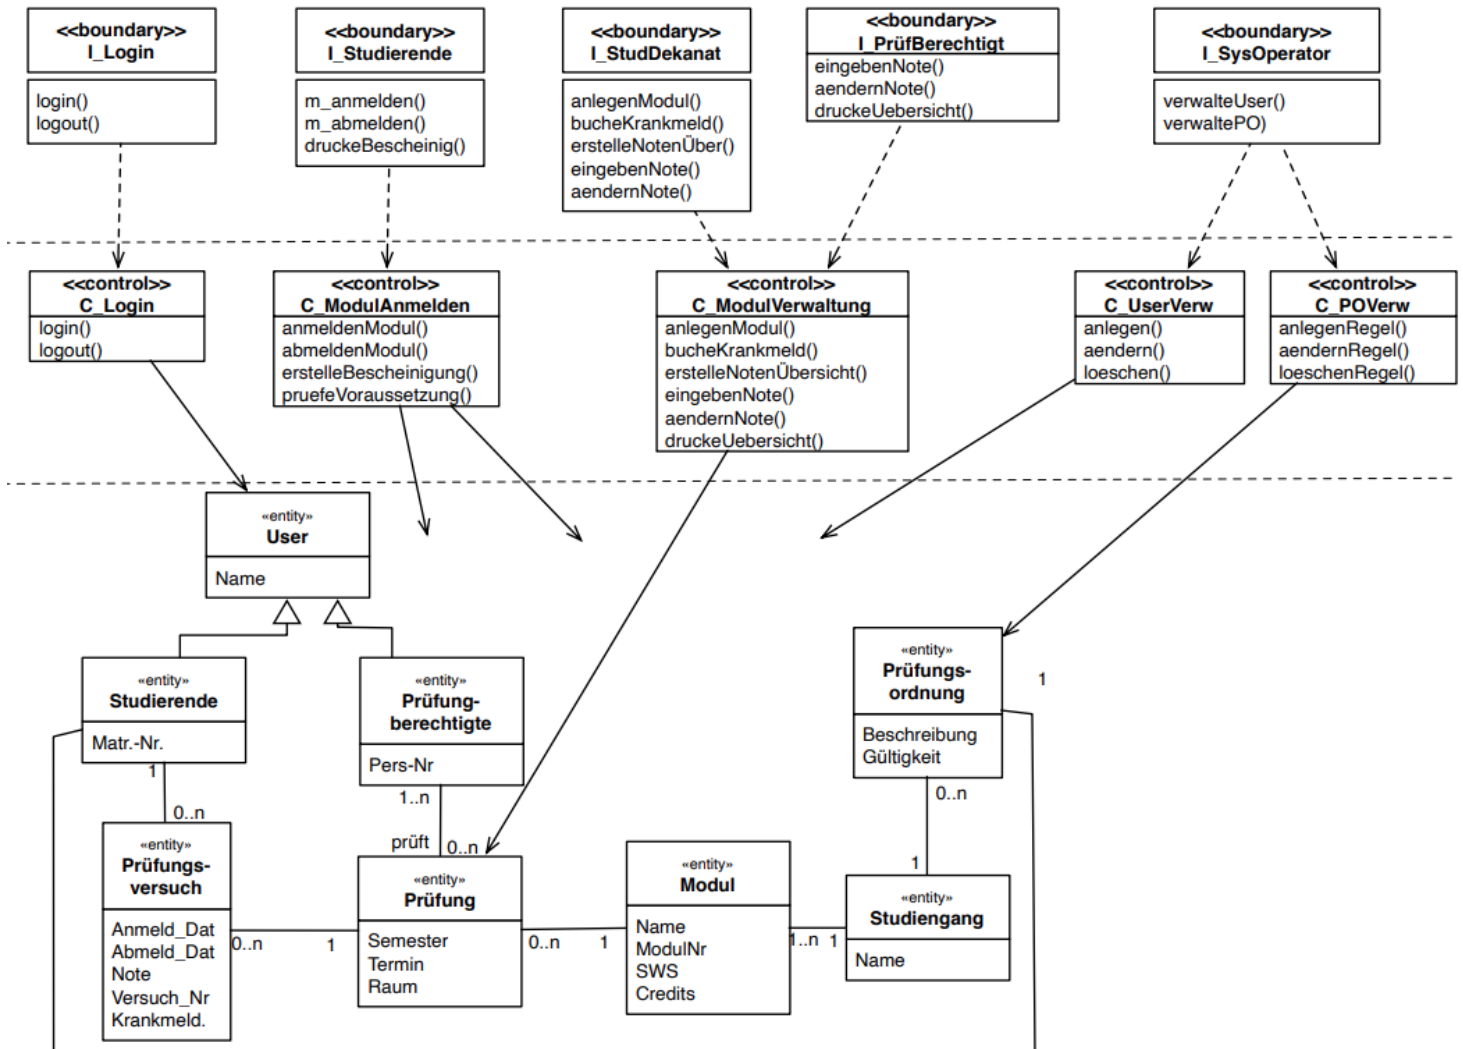 <<boundary>>
I_Login
login()
logout()
<<boundary>>
I_Studierende
m_anmelden()
m_abmelden()
druckeBescheinig()
<<boundary>>
I_StudDekanat
anlegenModul()
bucheKrankmeld()
erstelleNotenÜber()
eingebenNote()
aendernNote()
<<boundary>>
I_PrüfBerechtigt
eingebenNote()
aendernNote()
druckeUebersicht()
<<boundary>>
I_SysOperator
verwalteUser()
verwaltePO)
<<control>>
C_Login
login()
logout()
<<control>>
C_ModulAnmelden
anmeldenModul()
abmeldenModul()
erstelleBescheinigung()
pruefeVoraussetzung()
<<control>>
C_ModulVerwaltung
anlegenModul()
bucheKrankmeld()
erstelleNotenÜbersicht()
eingebenNote()
aendernNote()
druckeUebersicht()
<<control>>
C_UserVerw
anlegen()
aendern()
loeschen()
<<control>>
C_POVerw
anlegenRegel()
aendernRegel()
loeschenRegel()
«entity»
User
Name
«entity»
Studierende
Matr.-Nr.
1
0..n
«entity»
Prüfung-
berechtigte
Pers-Nr
1..n
prüft
0..n
«entity»
Prüfungs-
ordnung
Beschreibung
Gültigkeit
1
0..n
1
«entity»
Prüfungs-
versuch
Anmeld_Dat
Abmeld_Dat
Note
Versuch_Nr
Krankmeld.
0..n
1
«entity»
Prüfung
Semester
Termin
Raum
0..n
1
«entity»
Modul
Name
ModulNr
SWS
Credits
1..n
1
«entity»
Studiengang
Name